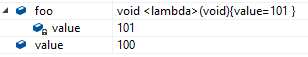 foo void <lambda>(void){value=101 }
value 101
value 100